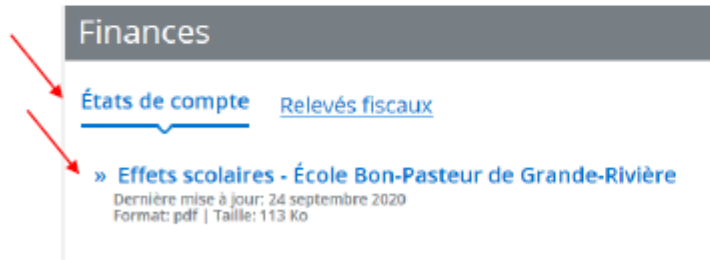 Finances
États de compte Relevés fiscaux
» Effets scolaires - École Bon-Pasteur de Grande-Rivière
Dernière mise à jour: 24 septembre 2020
Format: pdf | Taille: 113 Ko